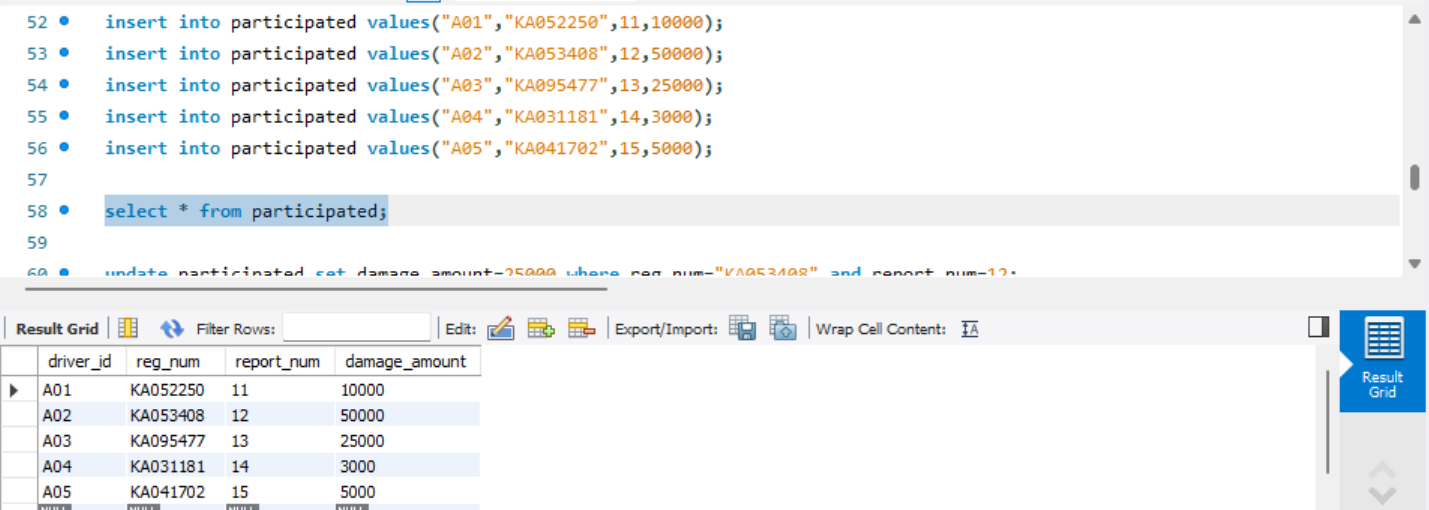 52 insert into participated values("A01","KA052250",11,10000);
53 insert into participated values("A02","KA053408",12,50000);
54 insert into participated values("A03","KA095477",13,25000);
55 insert into participated values("A04","KA031181",14,3000);
56 insert into participated values("A05","KA041702",15,5000);
57
58 select * from participated;
59
60 update participated set damage_amount=25000 where reg_num="KA053408" and report_num=12;
Result Grid Filter Rows: Edit: Export/Import: Wrap Cell Content: IA
driver_id reg_num report_num damage_amount
A01 KA052250 11 10000
A02 KA053408 12 50000
A03 KA095477 13 25000
A04 KA031181 14 3000
A05 KA041702 15 5000
NULL NULL NULL NULL
Result
Grid